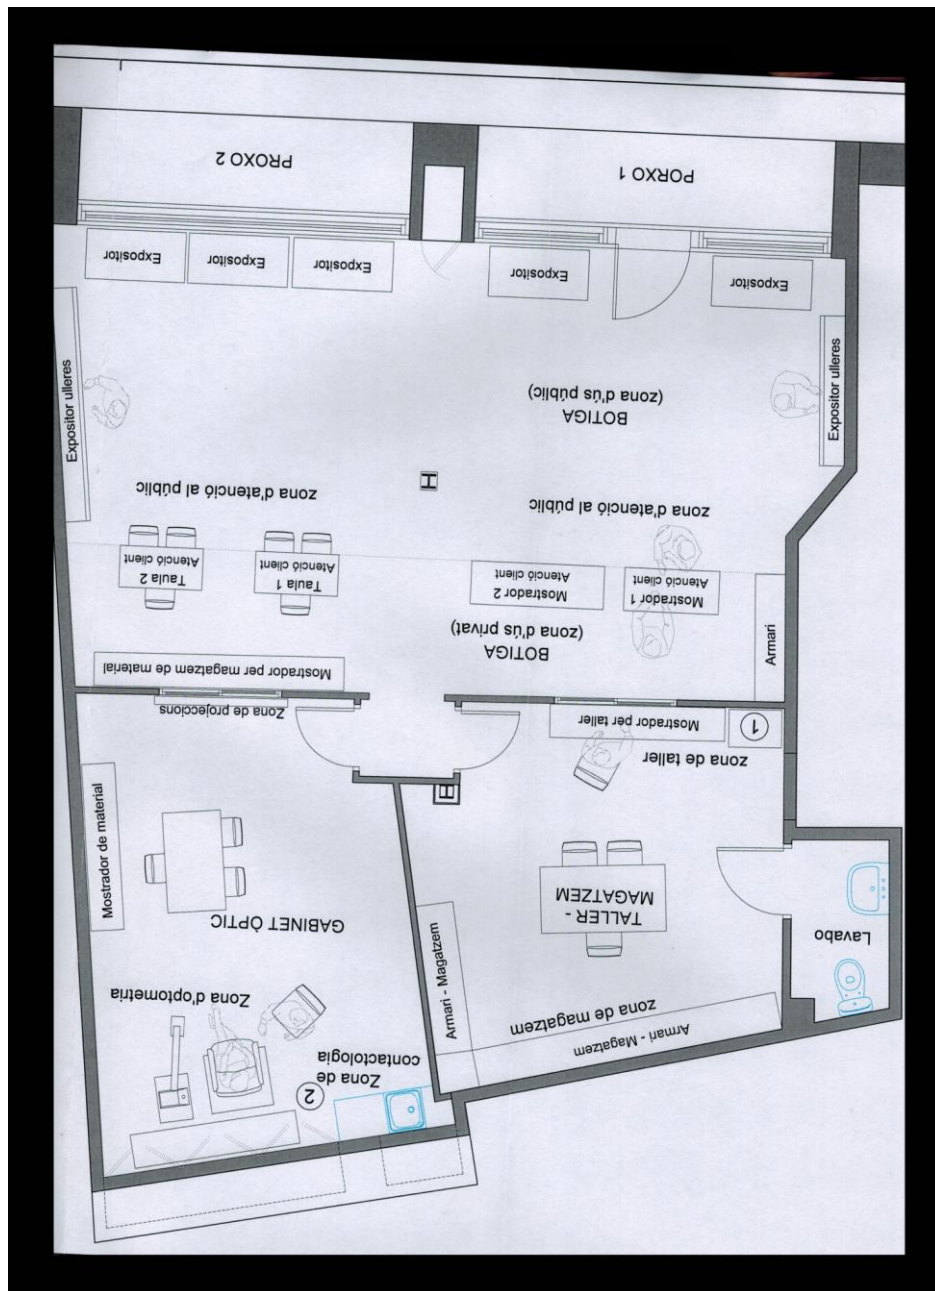 2
Zona de
contactologia
Armari - Magatzem
zona de magatzem
Armari - Magatzem
Zona d'optometria
Lavabo
TALLER -
MAGATZEM
GABINET ÒPTIC
Mostrador de material
zona de taller
1
Mostrador per taller
Zona de projeccions
Mostrador per magatzem de material
Armari
BOTIGA
(zona d'ús privat)
Mostrador 1
Atenció client
Mostrador 2
Atenció client
Taula 1
Atenció client
Taula 2
Atenció client
zona d'atenció al públic
zona d'atenció al públic
BOTIGA
(zona d'ús públic)
Expositor ulleres
Expositor ulleres
Expositor
Expositor
Expositor
Expositor
Expositor
PORXO 1
PROXO 2